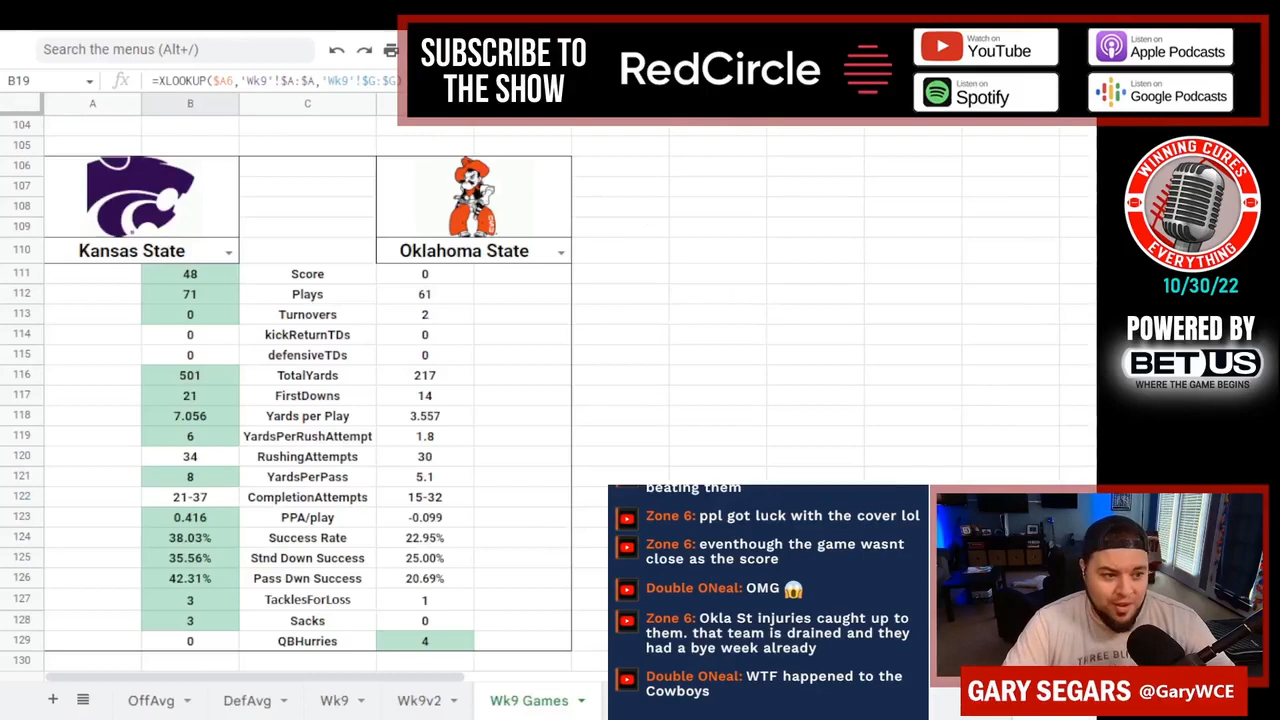 Search the menus (Alt+/)
B19 fx =XLOOKUP($A6,'Wk9'!$A:$A,'Wk9'!$G:$G)
SUBSCRIBE TO
THE SHOW
RedCircle
Watch on
YouTube
Listen on
Apple Podcasts
Listen on
Spotify
Listen on
Google Podcasts
A B C D E
104
105
106
107
108
109
110 Kansas State Oklahoma State
111 48 Score 0
112 71 Plays 61
113 0 Turnovers 2
114 0 kickReturnTDs 0
115 0 defensiveTDs 0
116 501 TotalYards 217
117 21 FirstDowns 14
118 7.056 Yards per Play 3.557
119 6 YardsPerRushAttempt 1.8
120 34 RushingAttempts 30
121 8 YardsPerPass 5.1
122 21-37 CompletionAttempts 15-32
123 0.416 PPA/play -0.099
124 38.03% Success Rate 22.95%
125 35.56% Stnd Down Success 25.00%
126 42.31% Pass Dwn Success 20.69%
127 3 TacklesForLoss 1
128 3 Sacks 0
129 0 QBHurries 4
130
OffAvg DefAvg Wk9 Wk9v2 Wk9 Games
beating them
Zone 6: ppl got luck with the cover lol
Zone 6: eventhough the game wasnt
close as the score
Double ONeal: OMG 😱
Zone 6: Okla St injuries caught up to
them. that team is drained and they
had a bye week already
Double ONeal: WTF happened to the
Cowboys
WINNING CURES
EVERYTHING
10/30/22
POWERED BY
BETUS
WHERE THE GAME BEGINS
THREE BLI
GARY SEGARS @GaryWCE